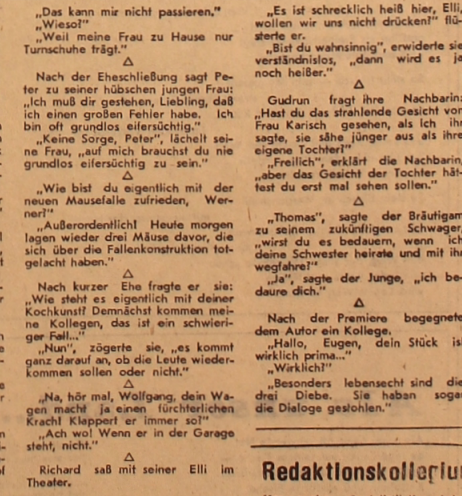 „Das kann mir nicht passieren."
„Wieso?"
„Weil meine Frau zu Hause nur
Turnschuhe trägt."
△
Nach der Eheschließung sagt Pe-
ter zu seiner hübschen jungen Frau:
„Ich muß dir gestehen, Liebling, daß
ich einen großen Fehler habe. Ich
bin oft grundlos eifersüchtig."
„Keine Sorge, Peter", lächelt sei-
ne Frau, „auf mich brauchst du nie
grundlos eifersüchtig zu sein."
△
„Wie bist du eigentlich mit der
neuen Mausefalle zufrieden, Wer-
ner?"
„Außerordentlich! Heute morgen
lagen wieder drei Mäuse davor, die
sich über die Fallenkonstruktion tot-
gelacht haben."
△
Nach kurzer Ehe fragte er sie:
„Wie steht es eigentlich mit deiner
Kochkunst? Demnächst kommen mei-
ne Kollegen, das ist ein schwieri-
ger Fall..."
„Nun", zögerte sie, „es kommt
ganz darauf an, ob die Leute wieder-
kommen sollen oder nicht."
△
„Na, hör mal, Wolfgang, dein Wa-
gen macht ja einen fürchterlichen
Krach! Klappert er immer so?"
„Ach wo! Wenn er in der Garage
steht, nicht."
△
Richard saß mit seiner Elli im
Theater.
„Es ist schrecklich heiß hier, Elli,
wollen wir uns nicht drücken?" flü-
sterte er.
„Bist du wahnsinnig", erwiderte sie
verständnislos, „dann wird es ja
noch heißer."
△
Gudrun fragt ihre Nachbarin:
„Hast du das strahlende Gesicht von
Frau Karisch gesehen, als ich ihr
sagte, sie sähe jünger aus als ihre
eigene Tochter?"
„Freilich", erklärt die Nachbarin,
„aber das Gesicht der Tochter hät-
test du erst mal sehen sollen."
△
„Thomas", sagte der Bräutigam
zu seinem zukünftigen Schwager,
„wirst du es bedauern, wenn ich
deine Schwester heirate und mit ihr
wegfahre?"
„Ja", sagte der Junge, „ich be-
daure dich."
△
Nach der Premiere begegnete
dem Autor ein Kollege.
„Hallo, Eugen, dein Stück ist
wirklich prima..."
„Wirklich?"
„Besonders lebensecht sind die
drei Diebe. Sie haben sogar
die Dialoge gestohlen."
Redaktionskollegiu